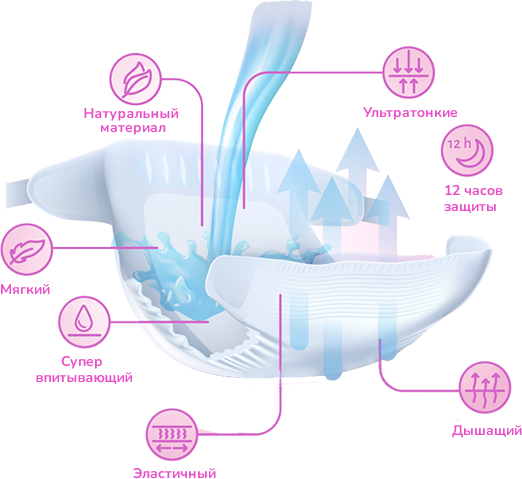 Натуральный
материал
Ультратонкие
12 h
12 часов
защиты
Мягкий
Супер
впитывающий
Дышащий
Эластичный